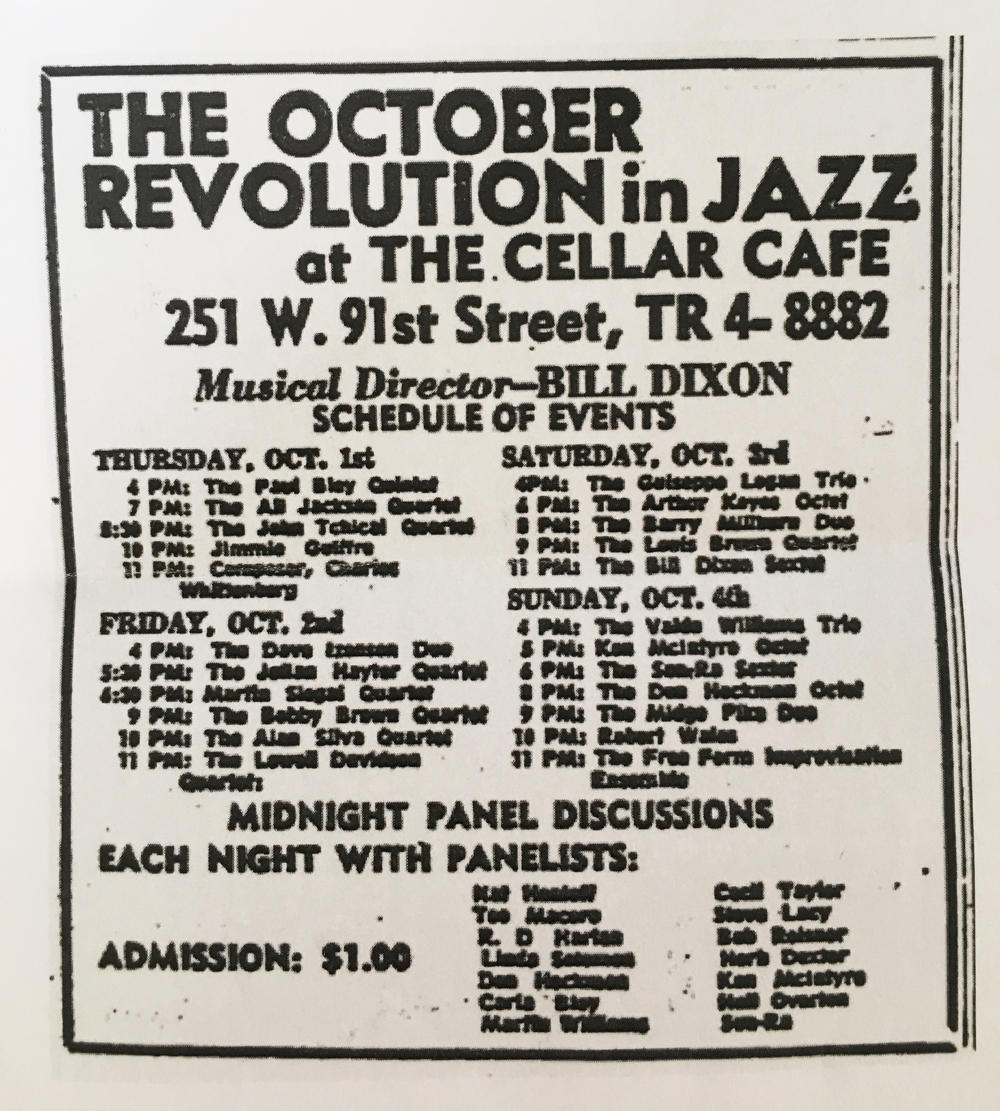 THE OCTOBER
REVOLUTION in JAZZ
at THE CELLAR CAFE
251 W. 91st Street, TR 4-8882
Musical Director—BILL DIXON
SCHEDULE OF EVENTS
THURSDAY, OCT. 1st
4 PM: The Paul Bley Quintet
7 PM: The Ali Jackson Quartet
8:30 PM: The John Tchical Quartet
10 PM: Jimmie Guiffre
11 PM: Composer, Charles
Whittenberg
FRIDAY, OCT. 2nd
4 PM: The Dave Izenson Duo
5:30 PM: The Julian Hayter Quartet
6:30 PM: Martin Siegal Quartet
9 PM: The Bobby Brown Quartet
10 PM: The Alan Silva Quartet
11 PM: The Lowell Davidson
Quartet:
SATURDAY, OCT. 3rd
4PM: The Guiseppe Logan Trio
6 PM: The Arthur Keyes Octet
8 PM: The Barry Milthorn Duo
9 PM: The Louis Brown Quartet
11 PM: The Bill Dixon Sextet
SUNDAY, OCT. 4th
4 PM: The Valdo Williams Trio
5 PM: Ken McIntyre Octet
6 PM: The Sun-Ra Sextet
8 PM: The Don Heckman Octet
9 PM: The Midge Pike Duo
10 PM: Robert Wales
11 PM: The Free Form Improvisation
Ensemble
MIDNIGHT PANEL DISCUSSIONS
EACH NIGHT WITH PANELISTS:
ADMISSION: $1.00
Nat Hentoff
Teo Macero
R. D
Linda Solomon
Don Heckman
Carla Bley
Martin Williams
Cecil Taylor
Steve Lacy
Bob Reisner
Herb Dexter
Ken McIntyre
Hall Overton
Sun-Ra